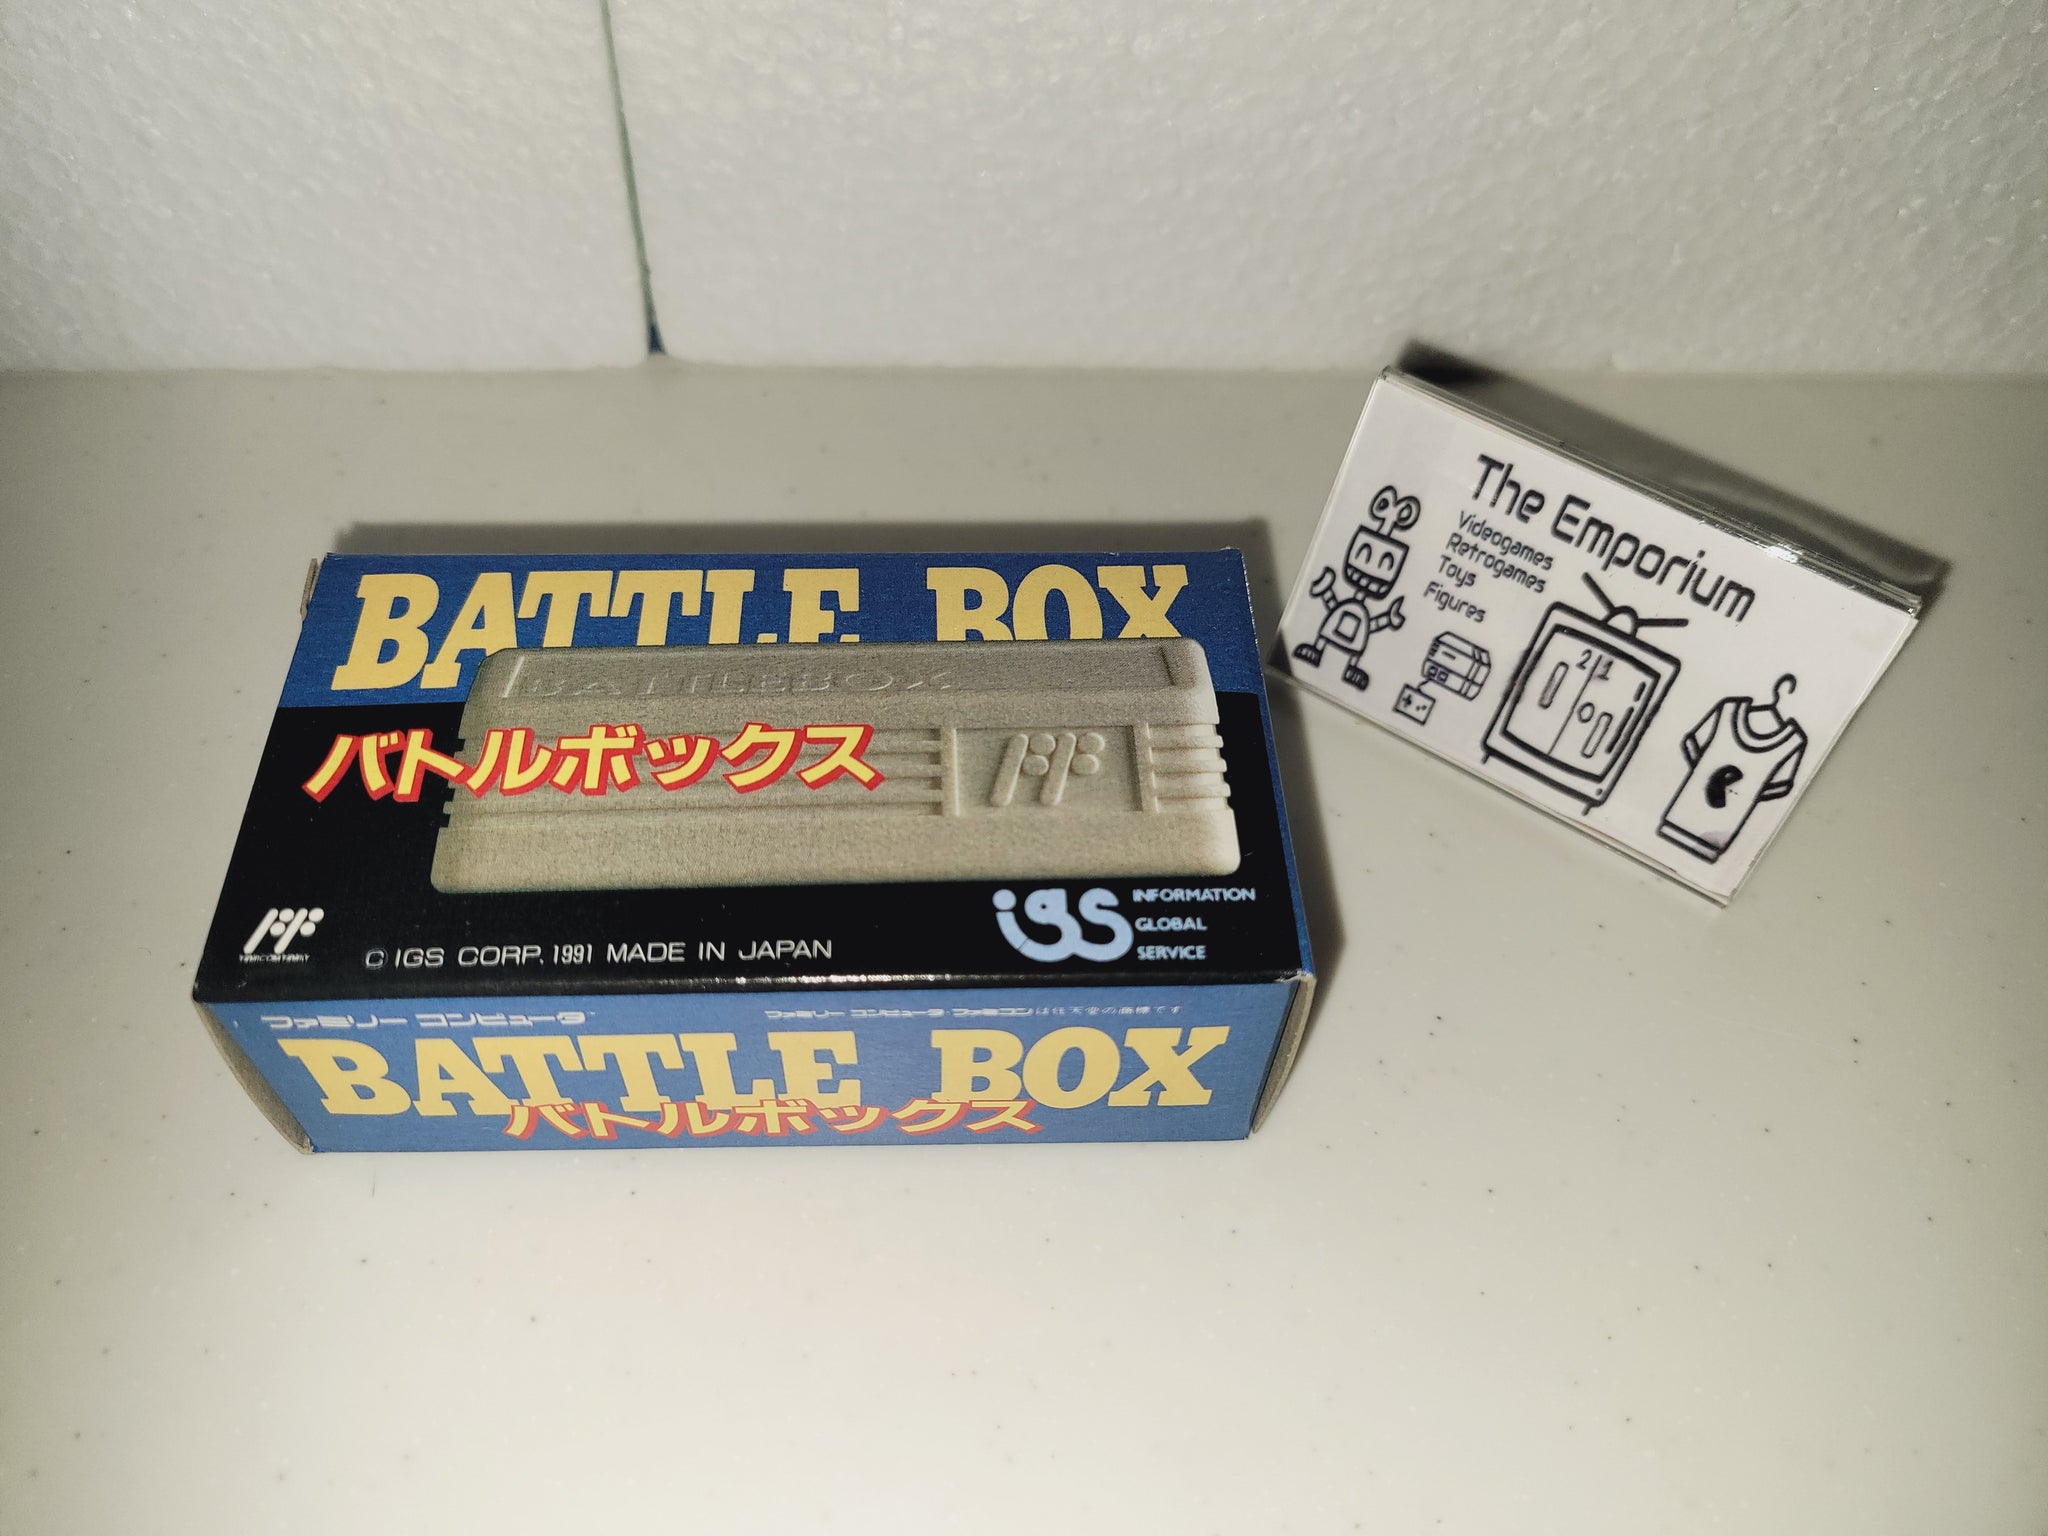 BATTLE BOX
BATTLEBOX
バトルボックス
© IGS CORP. 1991 MADE IN JAPAN
igs
INFORMATION
GLOBAL
SERVICE
ファミリー コンピュータ
ファミリー コンピュータ・ファミコンは任天堂の商標です
BATTLE BOX
バトルボックス
The Emporium
Videogames
Retrogames
Toys
Figures
2 1